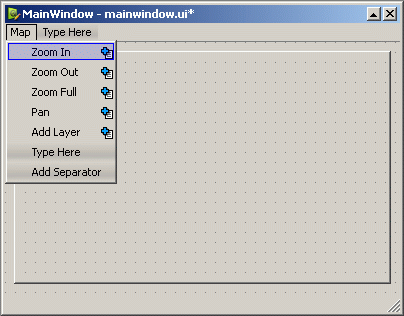 MainWindow - mainwindow.ui*
Map Type Here
Zoom In
Zoom Out
Zoom Full
Pan
Add Layer
Type Here
Add Separator